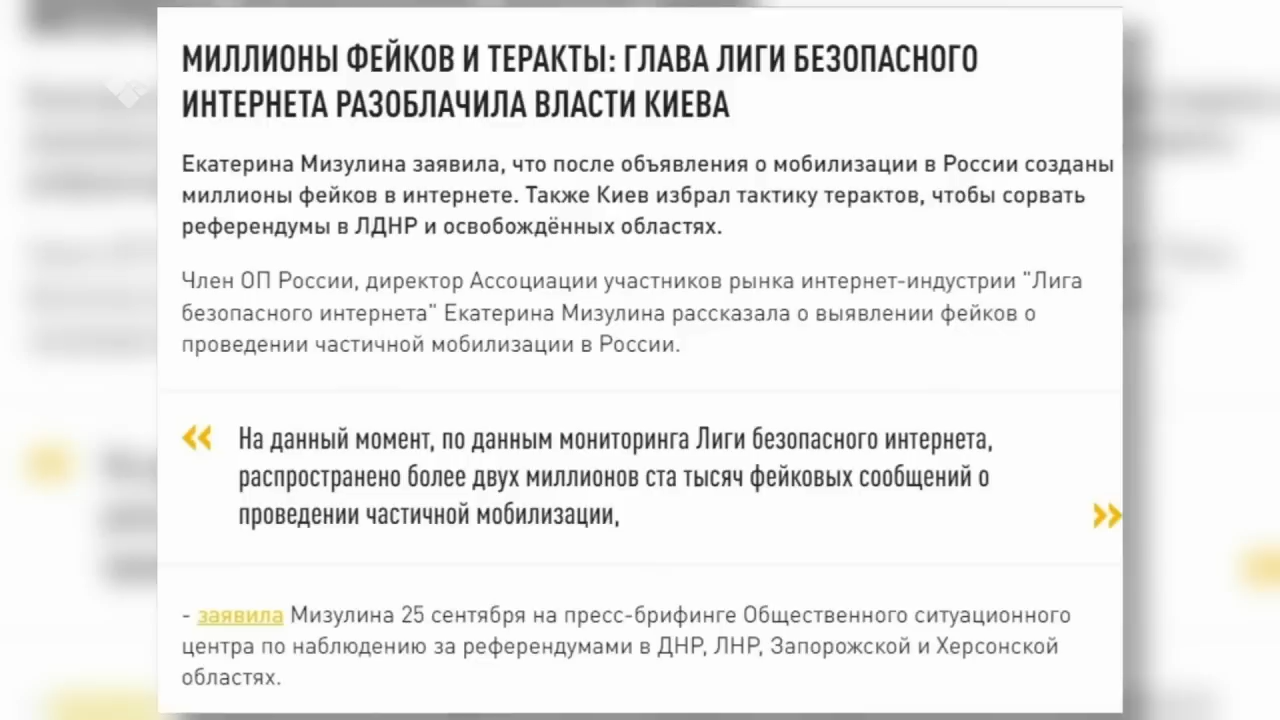 МИЛЛИОНЫ ФЕЙКОВ И ТЕРАКТЫ: ГЛАВА ЛИГИ БЕЗОПАСНОГО
ИНТЕРНЕТА РАЗОБЛАЧИЛА ВЛАСТИ КИЕВА
Екатерина Мизулина заявила, что после объявления о мобилизации в России созданы
миллионы фейков в интернете. Также Киев избрал тактику терактов, чтобы сорвать
референдумы в ЛДНР и освобождённых областях.
Член ОП России, директор Ассоциации участников рынка интернет-индустрии "Лига
безопасного интернета" Екатерина Мизулина рассказала о выявлении фейков о
проведении частичной мобилизации в России.
« На данный момент, по данным мониторинга Лиги безопасного интернета,
распространено более двух миллионов ста тысяч фейковых сообщений о
проведении частичной мобилизации, »
- заявила Мизулина 25 сентября на пресс-брифинге Общественного ситуационного
центра по наблюдению за референдумами в ДНР, ЛНР, Запорожской и Херсонской
областях.